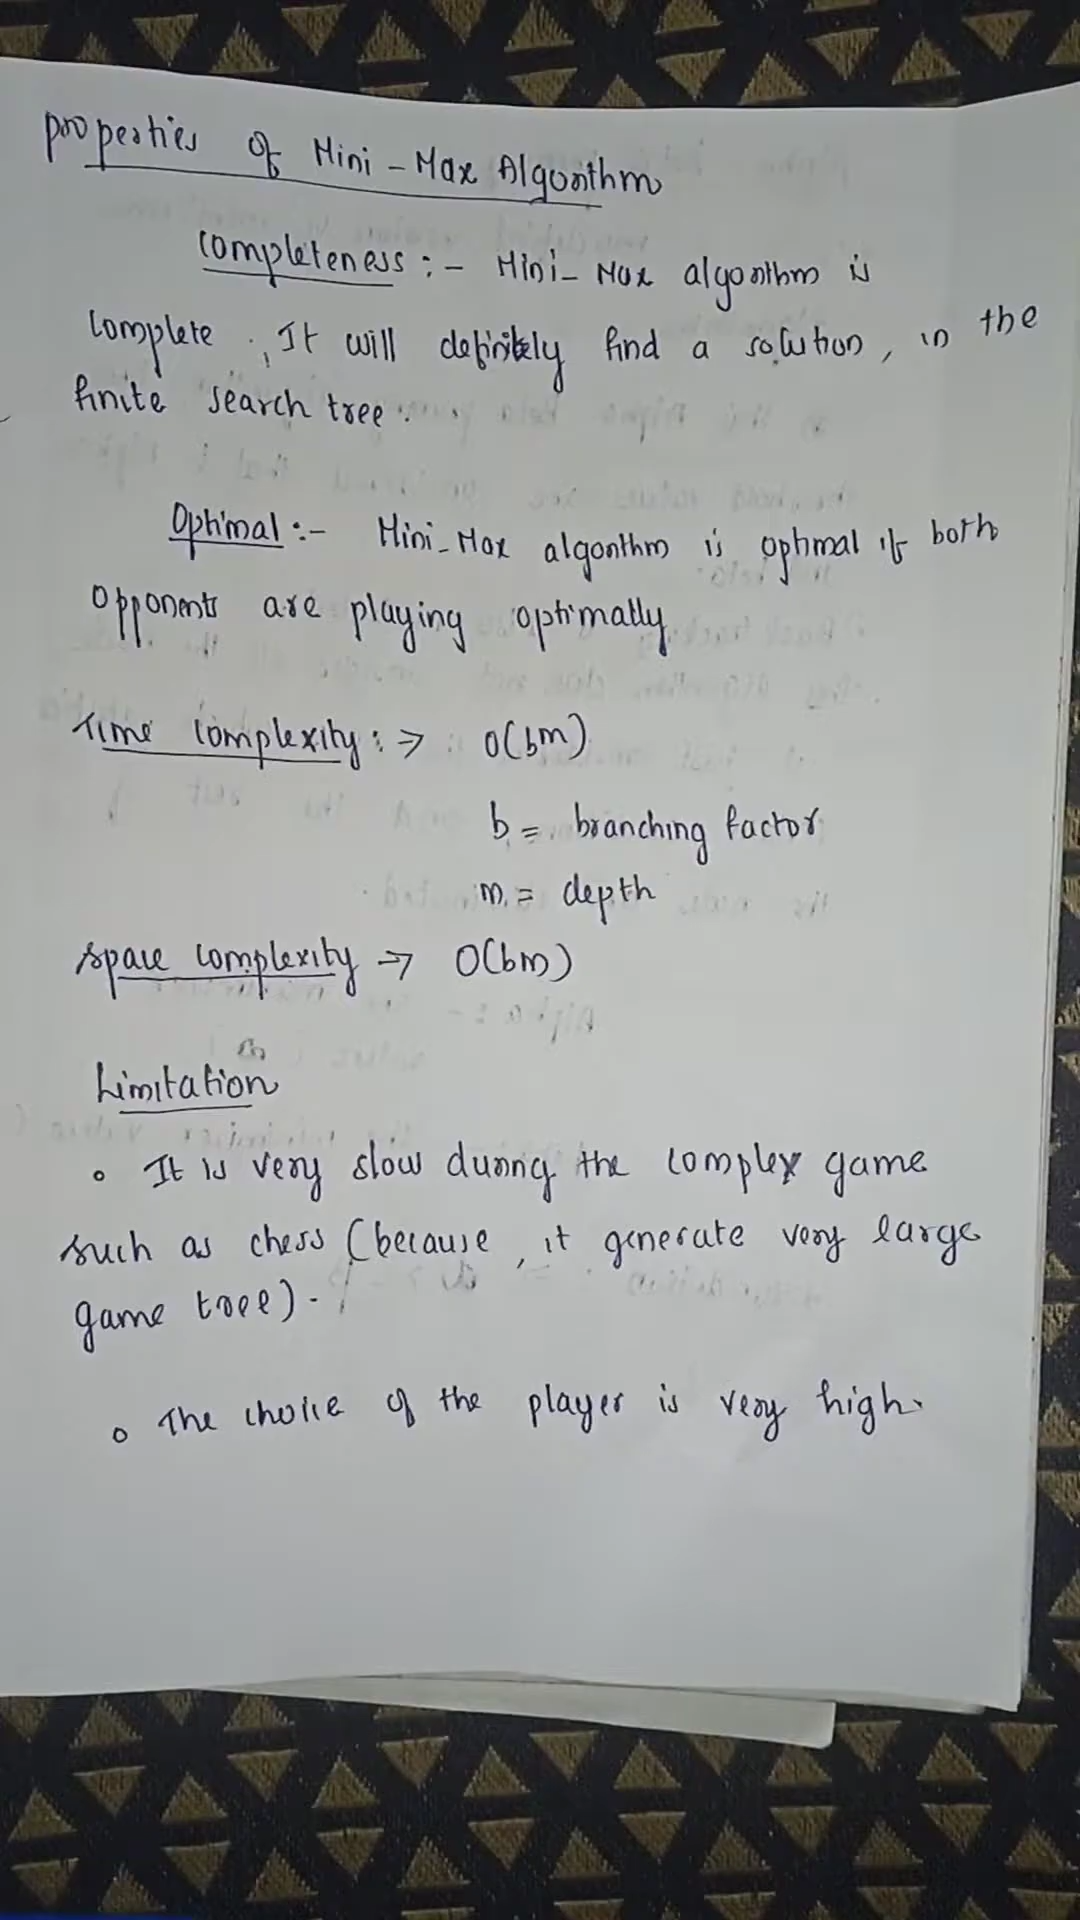 Properties of Mini-Max Algorithm
Completeness :- Mini-Max algorithm is
complete. It will definitely find a solution, in the
finite search tree.
Optimal :- Mini-Max algorithm is optimal if both
opponents are playing optimally
Time complexity : ⇒ O(bm)
b = branching factor
m = depth
space complexity → O(bm)
Limitation
• It is very slow during the complex game
such as chess (because, it generate very large
game tree).
• The choice of the player is very high.